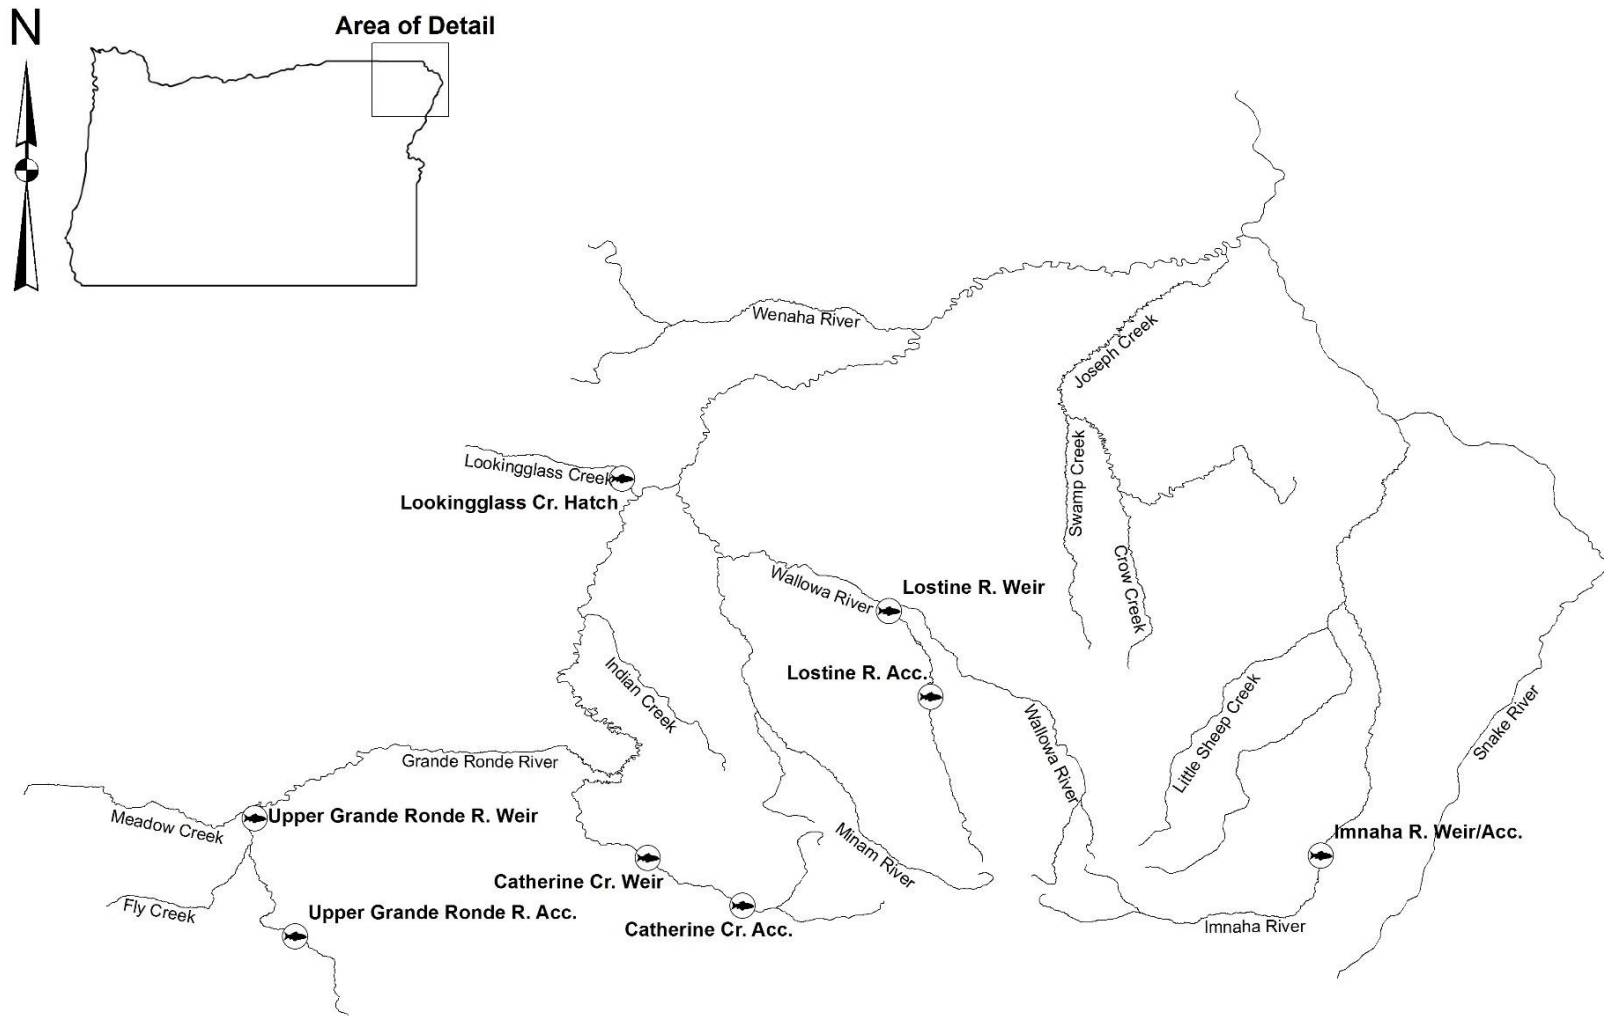 N
Area of Detail
Wenaha River
Joseph Creek
Lookingglass Creek
Lookingglass Cr. Hatch
Swamp Creek
Crow Creek
Wallowa River
Lostine R. Weir
Lostine R. Acc.
Indian Creek
Wallowa River
Little Sheep Creek
Snake River
Grande Ronde River
Meadow Creek
Upper Grande Ronde R. Weir
Minam River
Imnaha R. Weir/Acc.
Catherine Cr. Weir
Fly Creek
Upper Grande Ronde R. Acc.
Catherine Cr. Acc.
Imnaha River